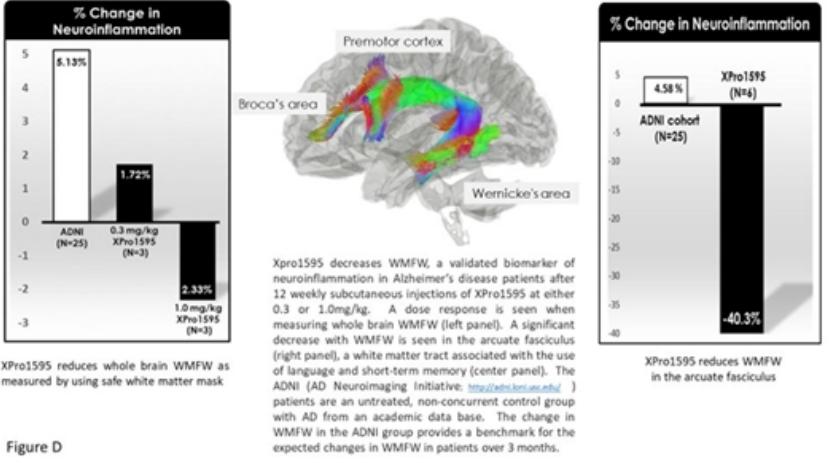 % Change in
Neuroinflammation
5
4
3
2
1
0
-1
-2
-3
5.13%
1.72%
2.33%
ADNI
(N=25)
0.3 mg/kg
XPro1595
(N=3)
1.0 mg/kg
XPro1595
(N=3)
XPro1595 reduces whole brain WMFW as
measured by using safe white matter mask
Figure D
Premotor cortex
Broca's area
Wernicke's area
Xpro1595 decreases WMFW, a validated biomarker of
neuroinflammation in Alzheimer's disease patients after
12 weekly subcutaneous injections of XPro1595 at either
0.3 or 1.0mg/kg. A dose response is seen when
measuring whole brain WMFW (left panel). A significant
decrease with WMFW is seen in the arcuate fasciculus
(right panel), a white matter tract associated with the use
of language and short-term memory (center panel). The
ADNI (AD Neuroimaging Initiative; http://adni.loni.usc.edu/ )
patients are an untreated, non-concurrent control group
with AD from an academic data base. The change in
WMFW in the ADNI group provides a benchmark for the
expected changes in WMFW in patients over 3 months.
% Change in Neuroinflammation
5
0
-5
-10
-20
-25
-30
-35
-40
4.58 %
ADNI cohort
(N=25)
XPro1595
(N=6)
-40.3%
XPro1595 reduces WMFW
in the arcuate fasciculus